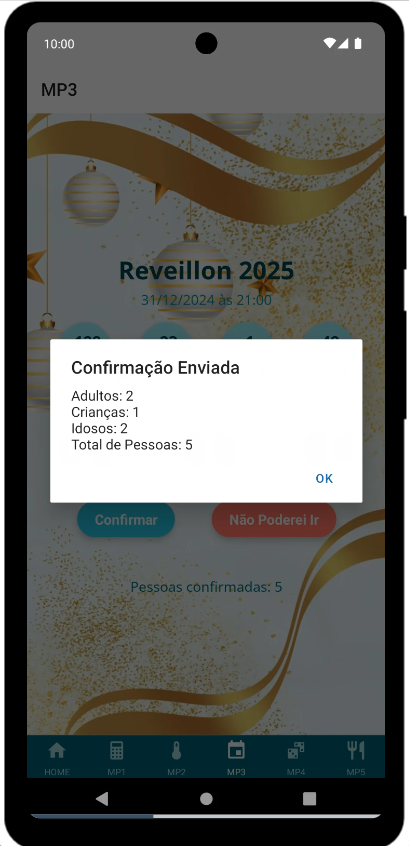 10:00
MP3
Reveillon 2025
31/12/2024 às 21:00
Confirmação Enviada
Adultos: 2
Crianças: 1
Idosos: 2
Total de Pessoas: 5
OK
Confirmar Não Poderei Ir
Pessoas confirmadas: 5
HOME MP1 MP2 MP3 MP4 MP5